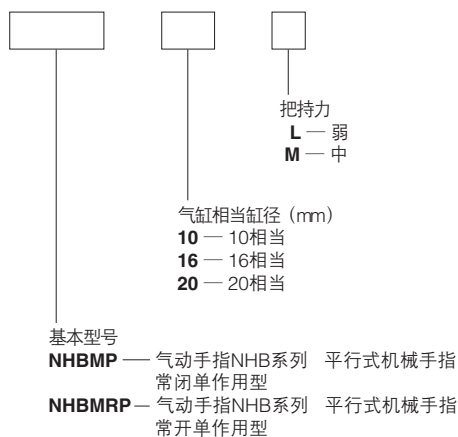 把持力
L — 弱
M — 中
气缸相当缸径（mm）
10 — 10相当
16 — 16相当
20 — 20相当
基本型号
NHBMP — 气动手指NHB系列 平行式机械手指
常闭单作用型
NHBMRP — 气动手指NHB系列 平行式机械手指
常开单作用型